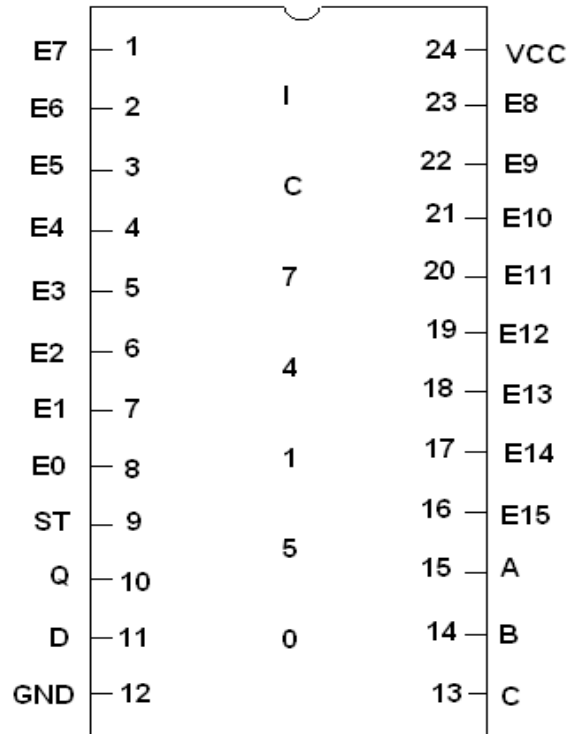 E7 1 24 VCC
I
E6 2 23 E8
E5 3 22 E9
C
E4 4 21 E10
7
E3 5 20 E11
E2 6 19 E12
4
E1 7 18 E13
E0 8 1 17 E14
ST 9 16 E15
5
Q 10 15 A
D 11 0 14 B
GND 12 13 C